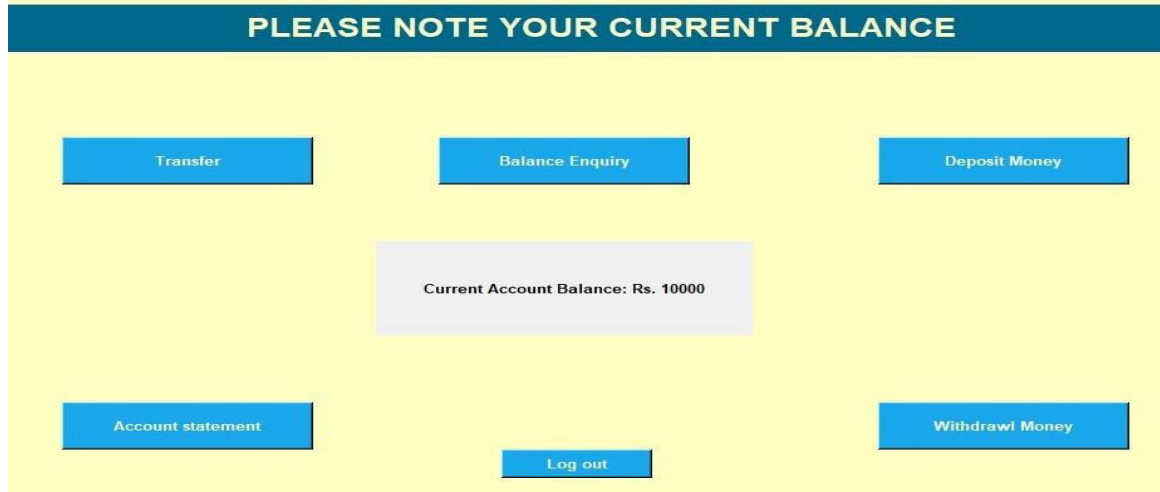 PLEASE NOTE YOUR CURRENT BALANCE
Transfer
Balance Enquiry
Deposit Money
Current Account Balance: Rs. 10000
Account statement
Withdrawl Money
Log out